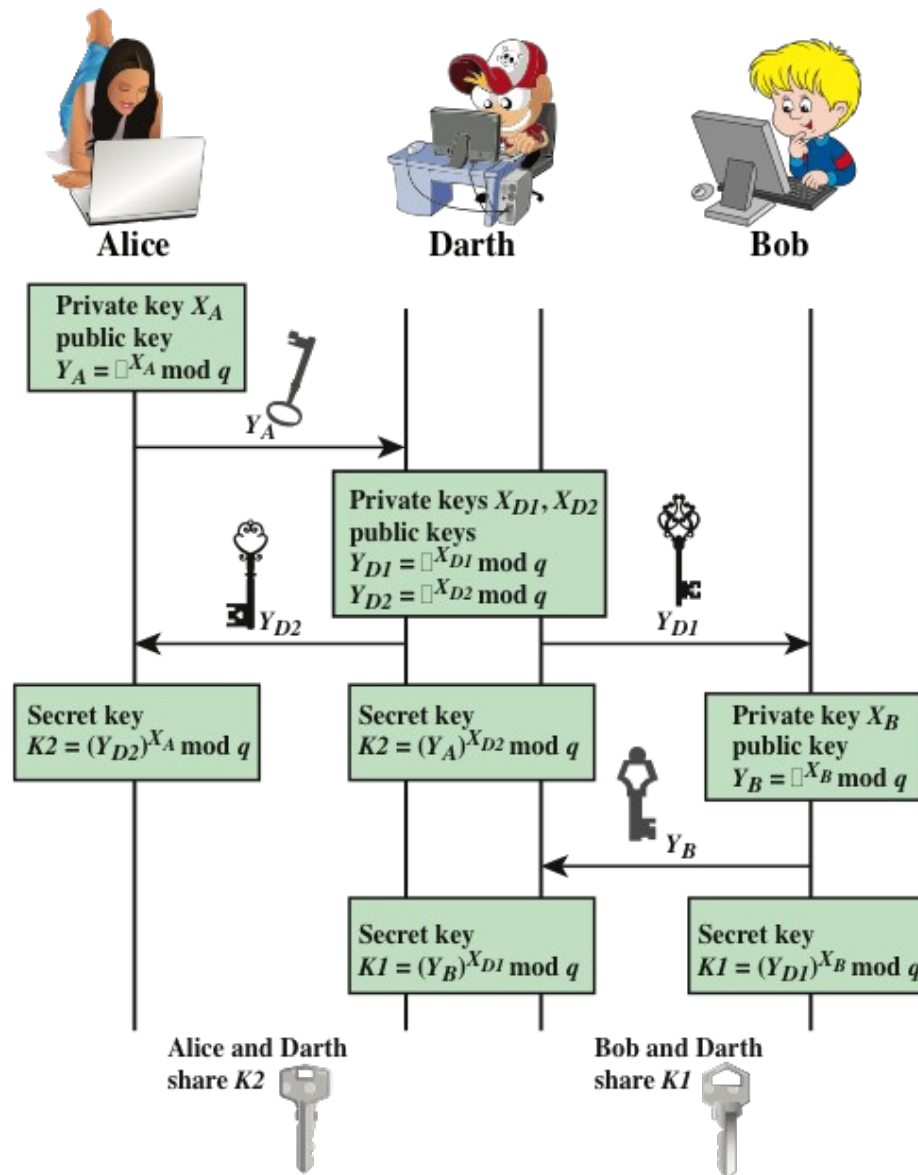 Alice
Darth
Bob
Private key X_A
public key
Y_A = □^X_A mod q
Y_A
Private keys X_D1, X_D2
public keys
Y_D1 = □^X_D1 mod q
Y_D2 = □^X_D2 mod q
Y_D2
Y_D1
Secret key
K2 = (Y_D2)^X_A mod q
Secret key
K2 = (Y_A)^X_D2 mod q
Private key X_B
public key
Y_B = □^X_B mod q
Y_B
Secret key
K1 = (Y_B)^X_D1 mod q
Secret key
K1 = (Y_D1)^X_B mod q
Alice and Darth
share K2
Bob and Darth
share K1